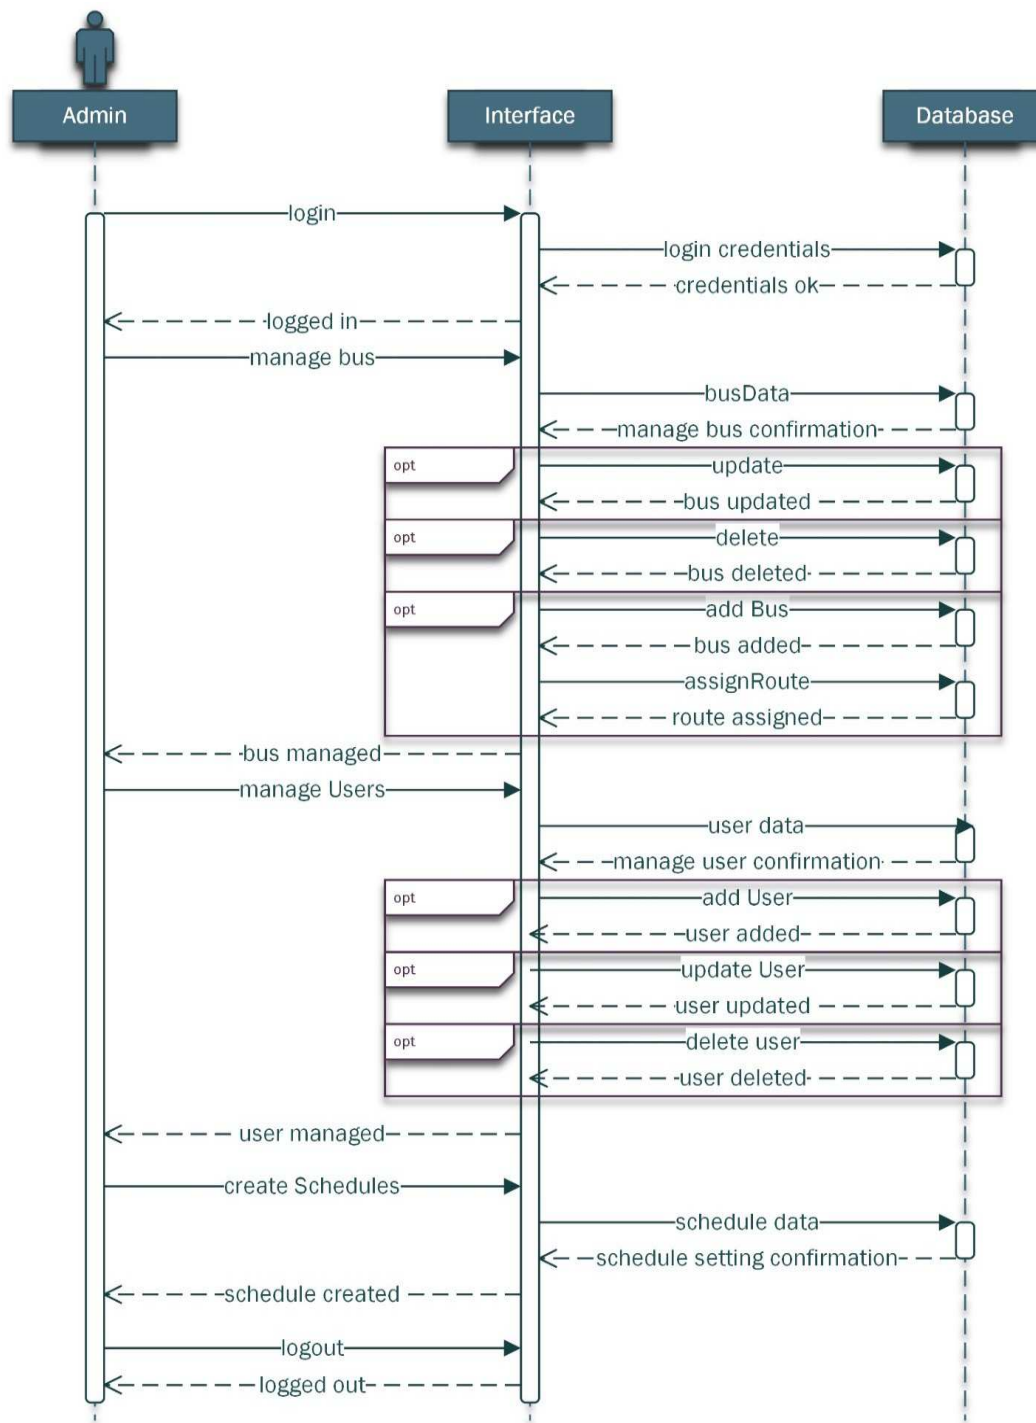 Admin
Interface
Database
login
login credentials
credentials ok
logged in
manage bus
busData
manage bus confirmation
opt
update
bus updated
opt
delete
bus deleted
opt
add Bus
bus added
assignRoute
route assigned
bus managed
manage Users
user data
manage user confirmation
opt
add User
user added
opt
update User
user updated
opt
delete user
user deleted
user managed
create Schedules
schedule data
schedule setting confirmation
schedule created
logout
logged out